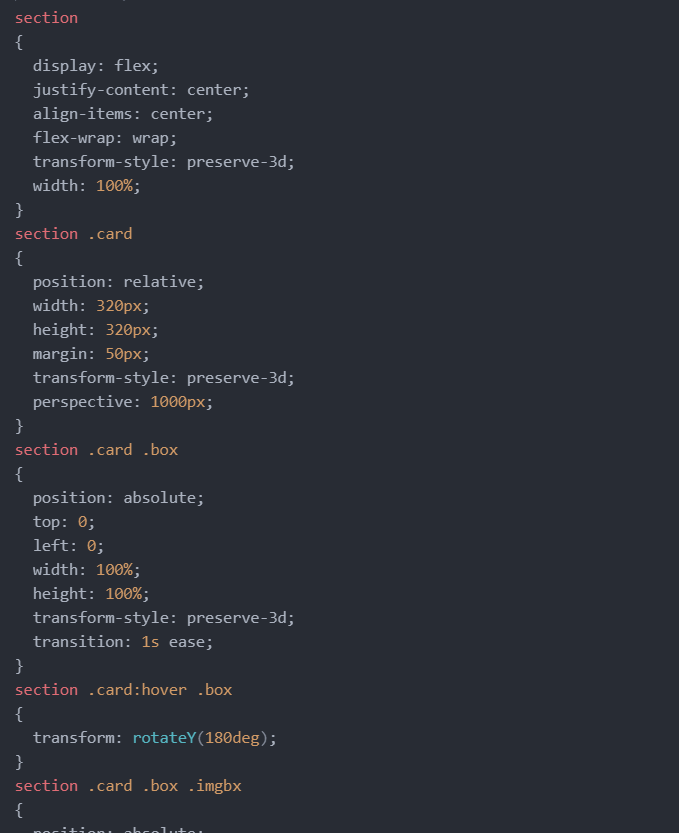 section
{
  display: flex;
  justify-content: center;
  align-items: center;
  flex-wrap: wrap;
  transform-style: preserve-3d;
  width: 100%;
}
section .card
{
  position: relative;
  width: 320px;
  height: 320px;
  margin: 50px;
  transform-style: preserve-3d;
  perspective: 1000px;
}
section .card .box
{
  position: absolute;
  top: 0;
  left: 0;
  width: 100%;
  height: 100%;
  transform-style: preserve-3d;
  transition: 1s ease;
}
section .card:hover .box
{
  transform: rotateY(180deg);
}
section .card .box .imgbx
{
  position: absolute;